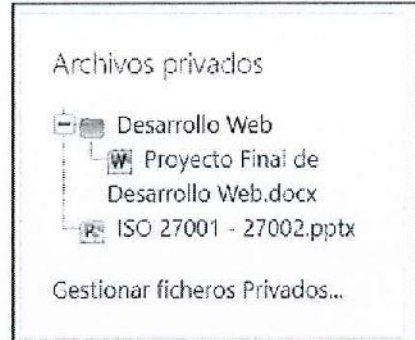 Archivos privados
Desarrollo Web
Proyecto Final de
Desarrollo Web.docx
ISO 27001 - 27002.pptx
Gestionar ficheros Privados...